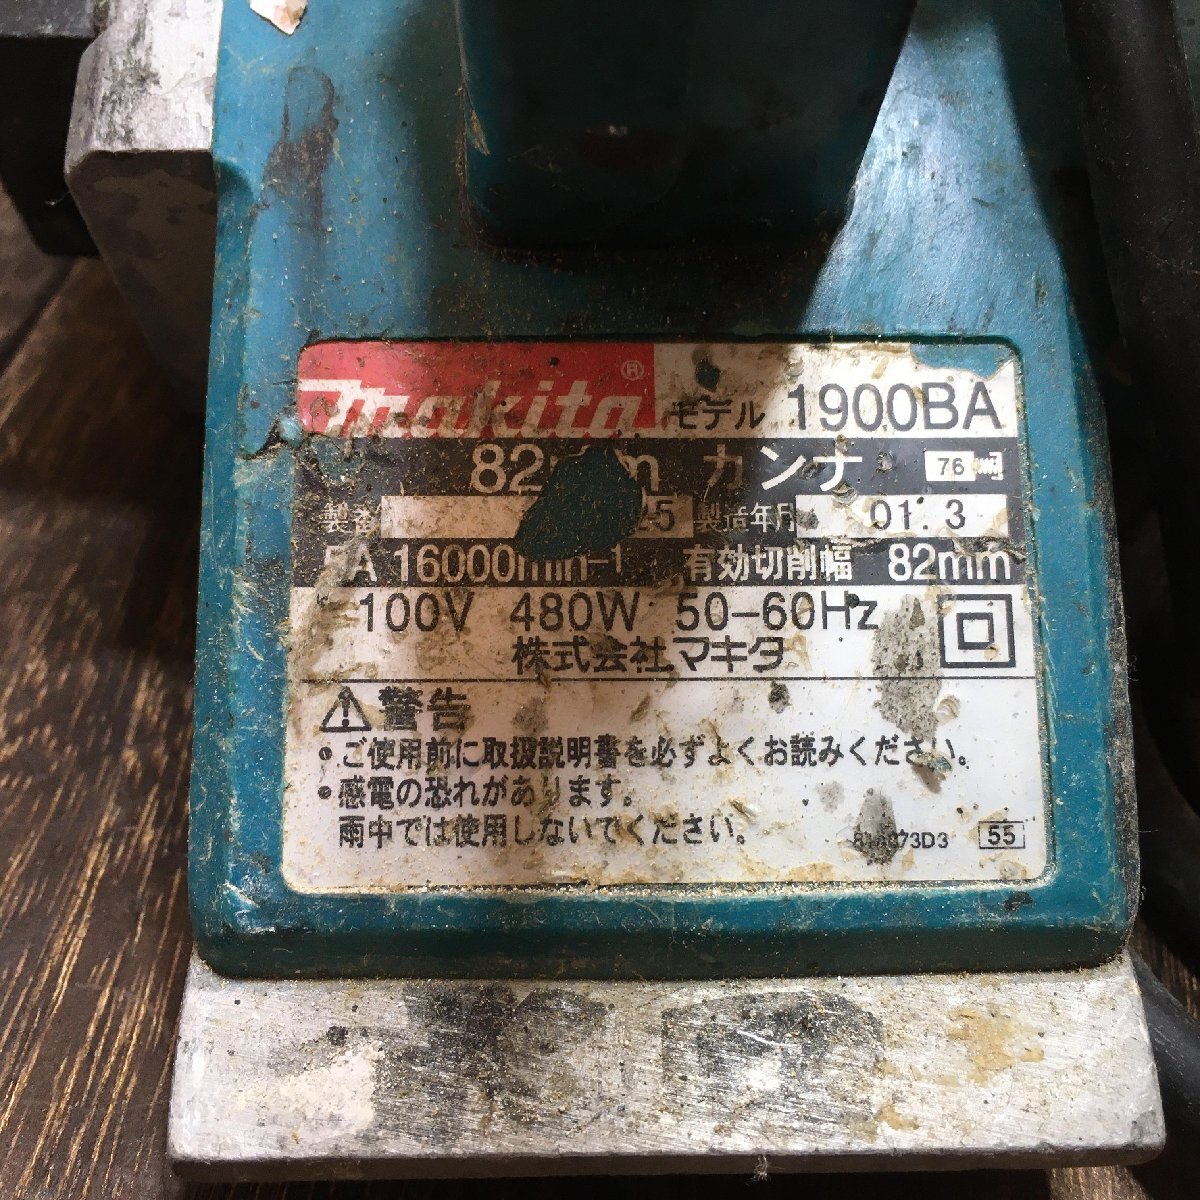 makita® モデル 1900BA
82mm カンナ 76
製番 25 製造年月 01.3
5A 16000min-1 有効切削幅 82mm
100V 480W 50-60Hz
株式会社 マキタ
警告
・ご使用前に取扱説明書を必ずよくお読みください。
・感電の恐れがあります。
雨中では使用しないでください。
55